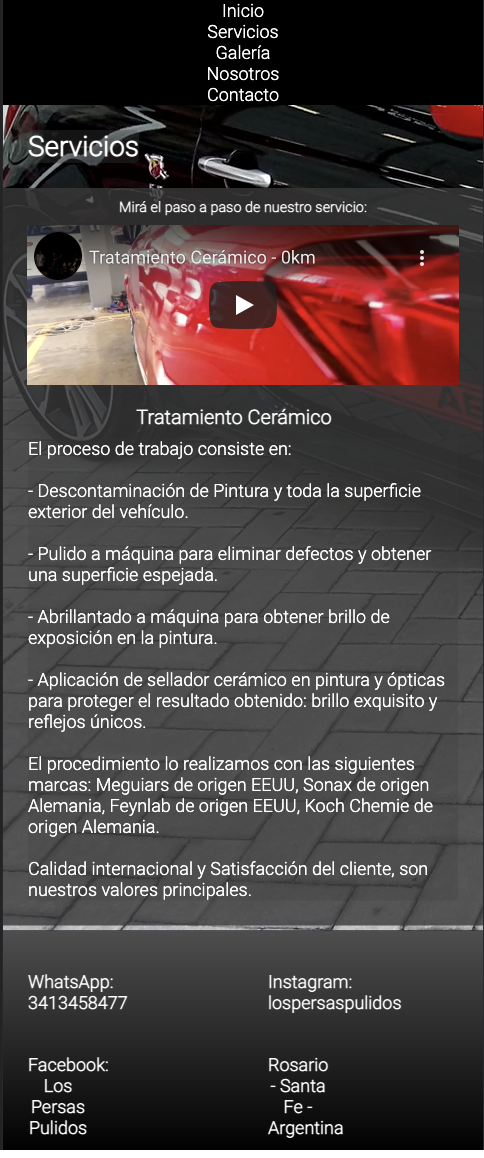 Inicio
Servicios
Galería
Nosotros
Contacto
Servicios
Mirá el paso a paso de nuestro servicio:
Tratamiento Cerámico - 0km
Tratamiento Cerámico
El proceso de trabajo consiste en:
- Descontaminación de Pintura y toda la superficie
exterior del vehículo.
- Pulido a máquina para eliminar defectos y obtener
una superficie espejada.
- Abrillantado a máquina para obtener brillo de
exposición en la pintura.
- Aplicación de sellador cerámico en pintura y ópticas
para proteger el resultado obtenido: brillo exquisito y
reflejos únicos.
El procedimiento lo realizamos con las siguientes
marcas: Meguiars de origen EEUU, Sonax de origen
Alemania, Feynlab de origen EEUU, Koch Chemie de
origen Alemania.
Calidad internacional y Satisfacción del cliente, son
nuestros valores principales.
WhatsApp:
3413458477
Instagram:
lospersaspulidos
Facebook:
Los
Persas
Pulidos
Rosario
- Santa
Fe -
Argentina